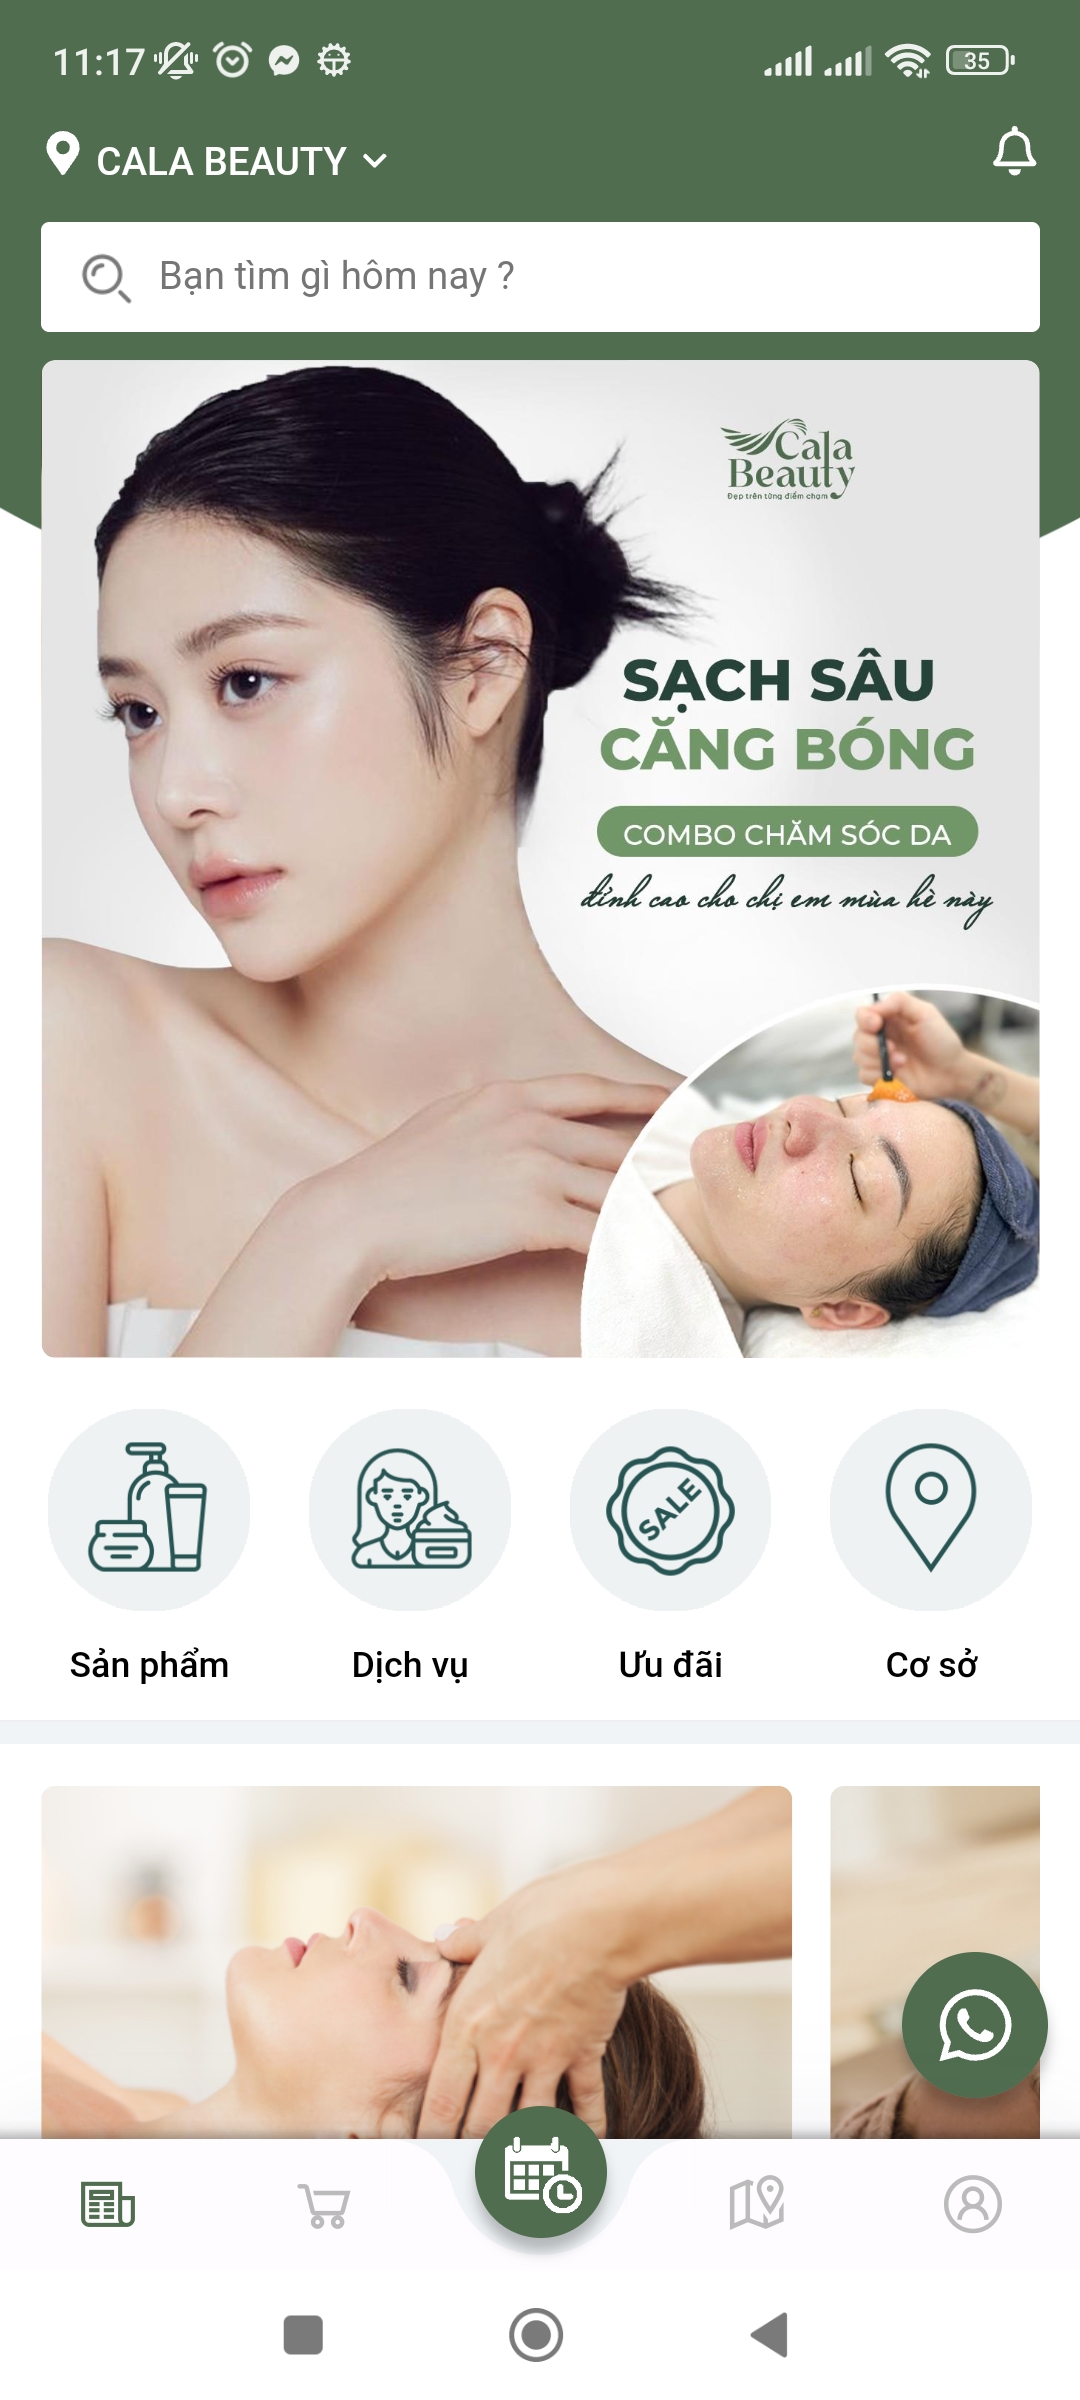 11:17
35
CALA BEAUTY
Bạn tìm gì hôm nay ?
Cala
Beauty
Đẹp trên từng điểm chạm
SẠCH SÂU
CĂNG BÓNG
COMBO CHĂM SÓC DA
đỉnh cao cho chị em mùa hè này
SALE
Sản phẩm
Dịch vụ
Ưu đãi
Cơ sở